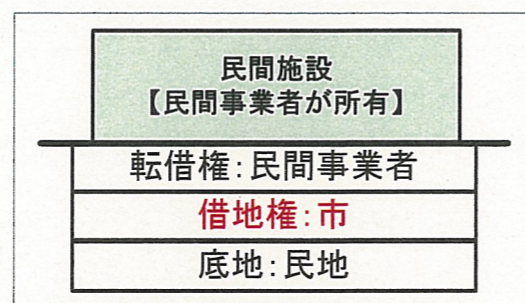 民間施設
【民間事業者が所有】
転借権:民間事業者
借地権:市
底地:民地